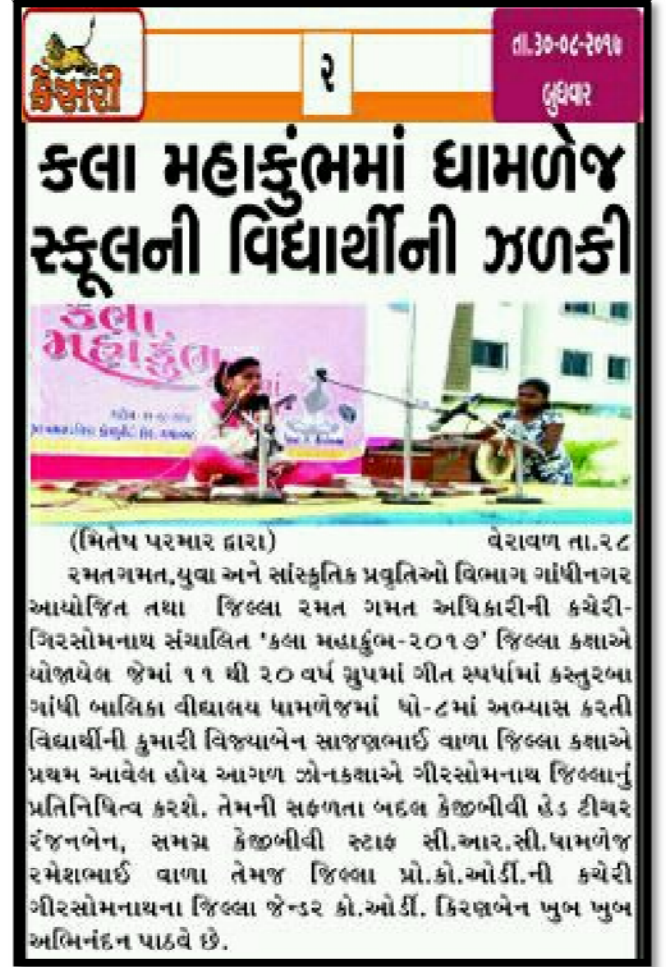 કેસરી
૨
તા.૩૦-૦૮-૨૦૧૭
બુધવાર
કલા મહાકુંભમાં ધામળેજ
સ્કૂલની વિદ્યાર્થીની ઝળકી
કલા
મહાકુંભ
(મિતેષ પરમાર દ્વારા) વેરાવળ તા.૨૮
રમતગમત,યુવા અને સાંસ્કૃતિક પ્રવૃતિઓ વિભાગ ગાંધીનગર
આયોજિત તથા જિલ્લા રમત ગમત અધિકારીની કચેરી-
ગિરસોમનાથ સંચાલિત 'કલા મહાકુંભ-૨૦૧૭' જિલ્લા કક્ષાએ
યોજાયેલ જેમાં ૧૧ થી ૨૦ વર્ષ ગ્રુપમાં ગીત સ્પર્ધામાં કસ્તુરબા
ગાંધી બાલિકા વીદ્યાલય ધામળેજમાં ધો-૮માં અભ્યાસ કરતી
વિદ્યાર્થીની કુમારી વિજ્યાબેન સાજણભાઈ વાળા જિલ્લા કક્ષાએ
પ્રથમ આવેલ હોય આગળ ઝોનકક્ષાએ ગીરસોમનાથ જિલ્લાનું
પ્રતિનિધિત્વ કરશે. તેમની સફળતા બદલ કેજીબીવી હેડ ટીચર
રંજનબેન, સમગ્ર કેજીબીવી સ્ટાફ સી.આર.સી.ધામળેજ
રમેશભાઈ વાળા તેમજ જિલ્લા પ્રો.કો.ઓર્ડી.ની કચેરી
ગીરસોમનાથના જિલ્લા જેન્ડર કો.ઓર્ડી. કિરણબેન ખુબ ખુબ
અભિનંદન પાઠવે છે.